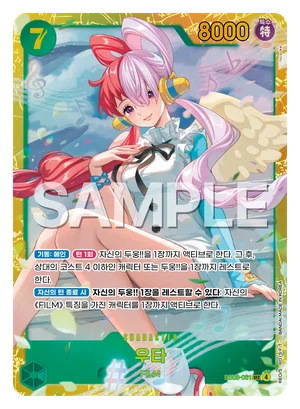 7
8000
특수
特
SAMPLE
기동: 메인 턴 1회 자신의 두웅!!을 1장까지 액티브로 한다. 그 후,
상대의 코스트 4 이하인 캐릭터 또는 두웅!!을 1장까지 레스트로
한다.
자신의 턴 종료 시 자신의 두웅!! 1장을 레스트할 수 있다: 자신의
《FILM》 특징을 가진 캐릭터를 1장까지 액티브로 한다.
CHARACTER
우타
FILM
4